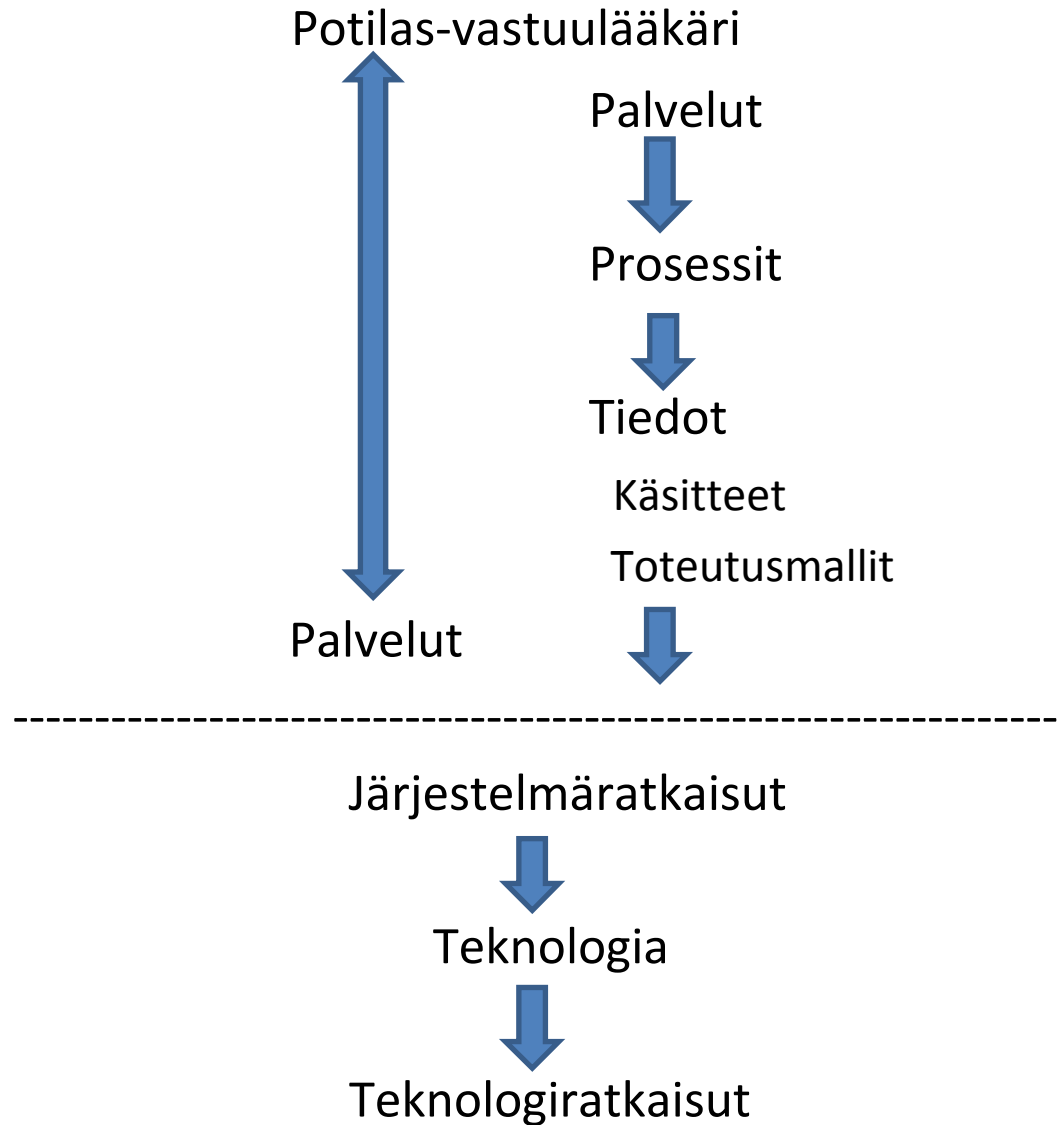 Potilas-vastuulääkäri
Palvelut
Prosessit
Tiedot
Käsitteet
Toteutusmallit
Palvelut
Järjestelmäratkaisut
Teknologia
Teknologiratkaisut